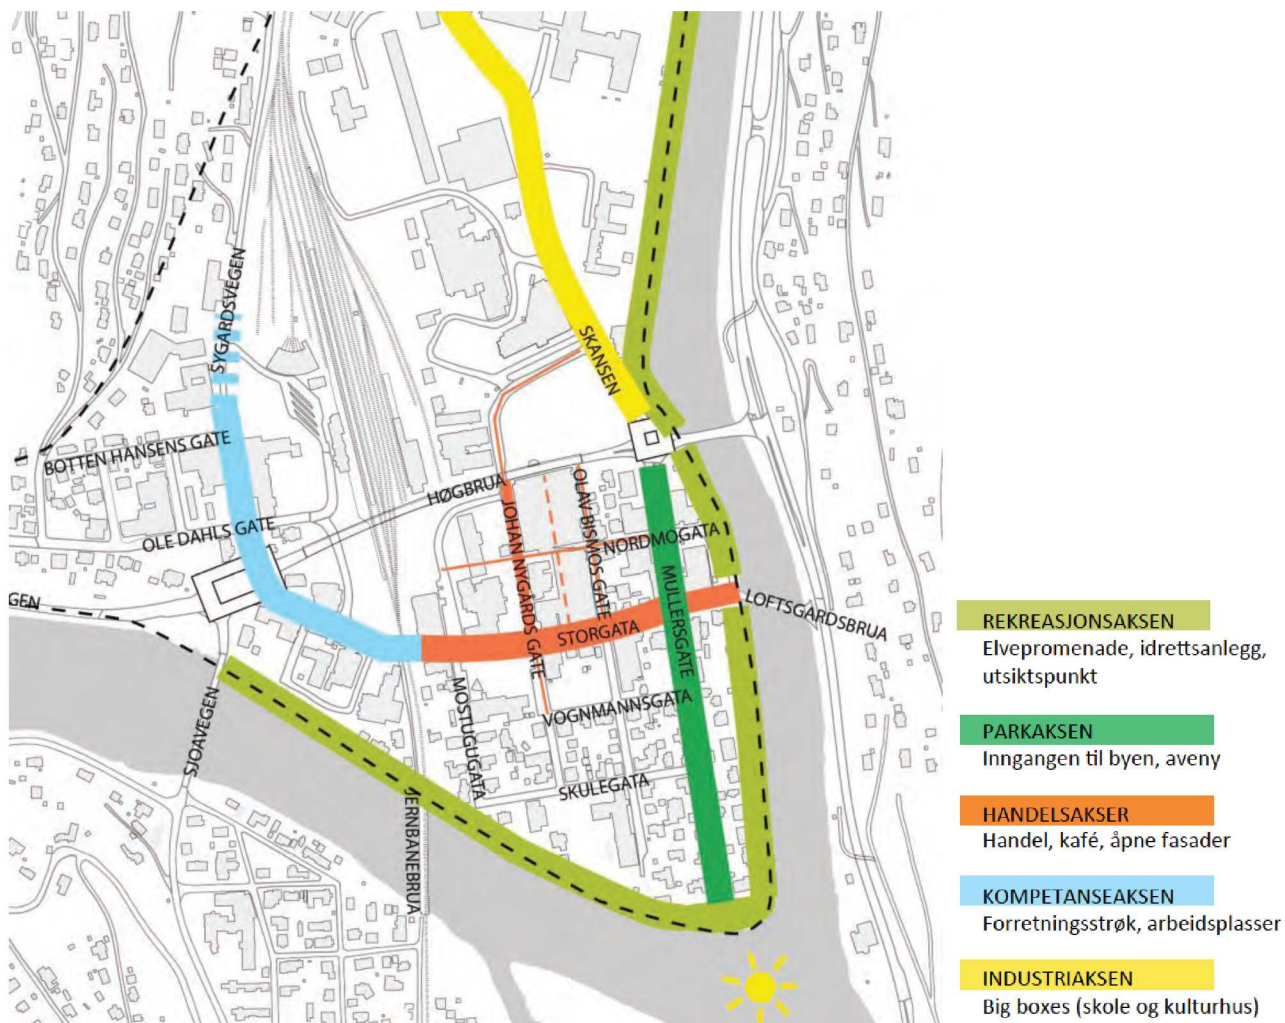 SYGARDSVEGEN
SKANSEN
BOTTEN HANSENS GATE
HØGBRUA
OLE DAHLS GATE
JOHAN NYGÅRDS GATE
OLAV BISMOS GATE
NORDMOGATA
MULLERSGATE
GEN
STORGATA
LOFTSGÅRDSBRUA
SJOAVEGEN
MOSTUGUGATA
VOGNMANNSGATA
SKULEGATA
JERNBANEBRUA
REKREASJONSAKSEN
Elvepromenade, idrettsanlegg,
utsiktspunkt
PARKAKSEN
Inngangen til byen, aveny
HANDELSAKSER
Handel, kafé, åpne fasader
KOMPETANSEAKSEN
Forretningsstrøk, arbeidsplasser
INDUSTRIAKSEN
Big boxes (skole og kulturhus)